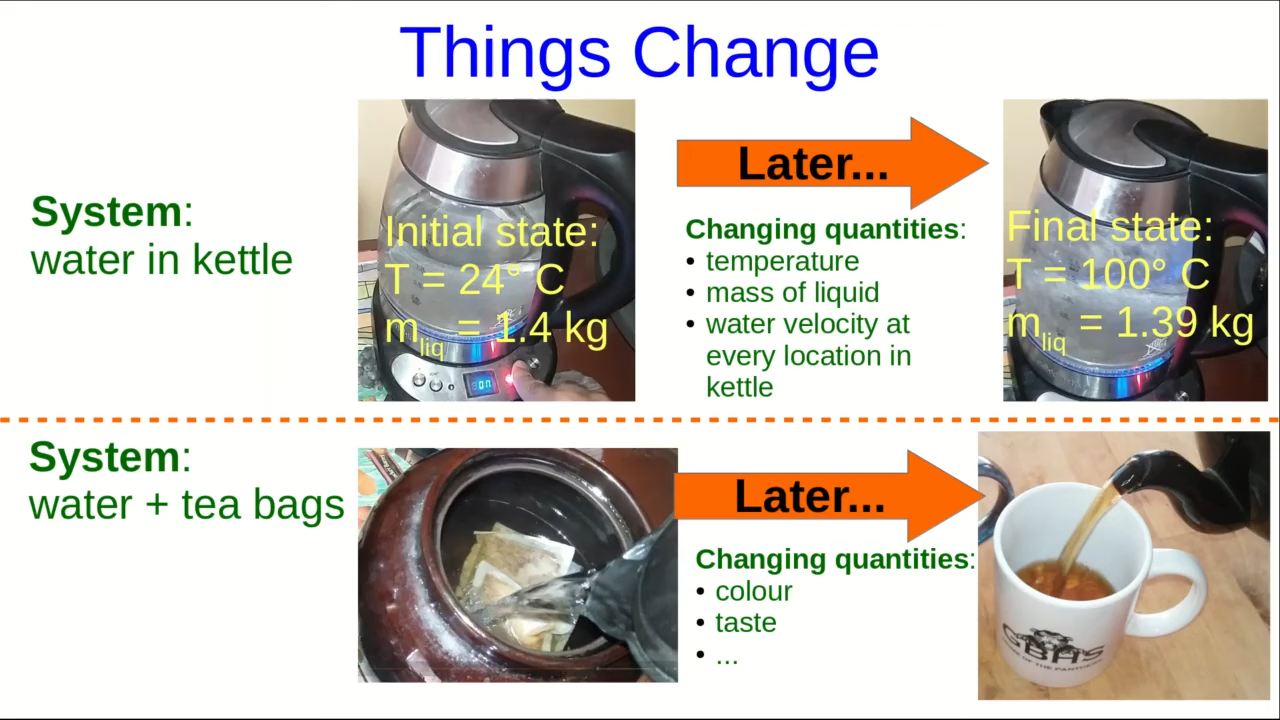 Things Change
System:
water in kettle
Initial state:
T = 24° C
mliq = 1.4 kg
Later...
Changing quantities:
• temperature
• mass of liquid
• water velocity at
every location in
kettle
Final state:
T = 100° C
mliq = 1.39 kg
System:
water + tea bags
Later...
Changing quantities:
• colour
• taste
• ...
GBHS